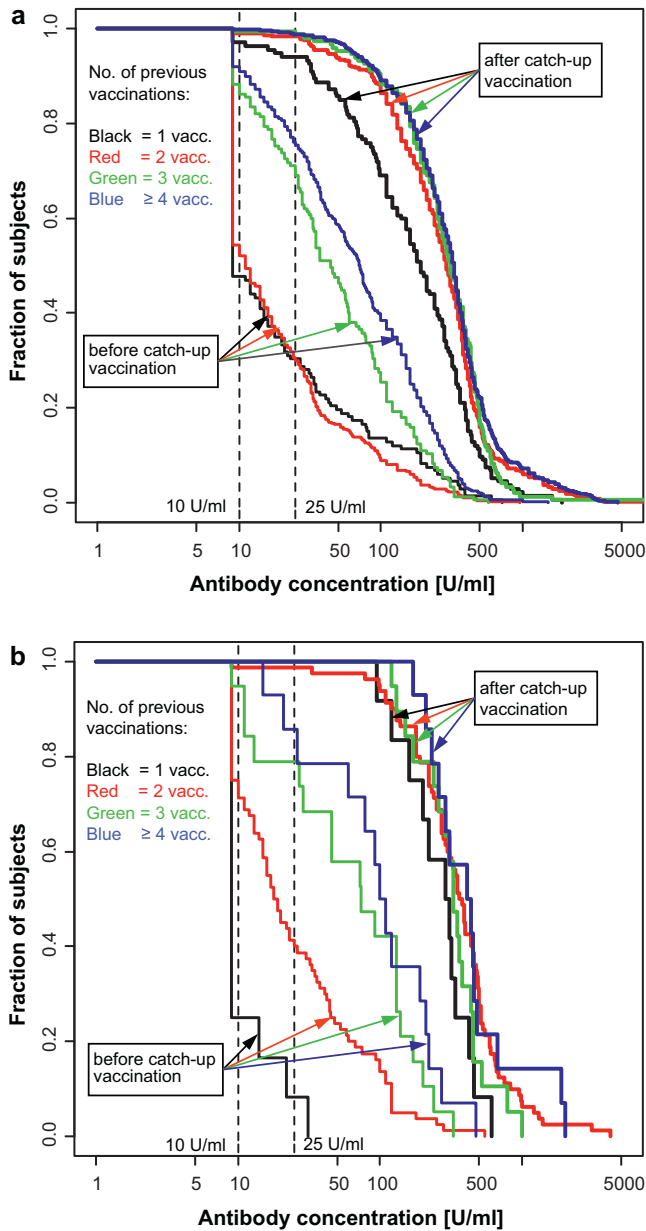 a
1.0
0.8
0.6
0.4
0.2
0.0
Fraction of subjects
No. of previous
vaccinations:
Black = 1 vacc.
Red = 2 vacc.
Green = 3 vacc.
Blue ≥ 4 vacc.
after catch-up
vaccination
before catch-up
vaccination
10 U/ml
25 U/ml
1 5 10 50 100 500 5000
Antibody concentration [U/ml]
b
1.0
0.8
0.6
0.4
0.2
0.0
Fraction of subjects
No. of previous
vaccinations:
Black = 1 vacc.
Red = 2 vacc.
Green = 3 vacc.
Blue ≥ 4 vacc.
after catch-up
vaccination
before catch-up
vaccination
10 U/ml
25 U/ml
1 5 10 50 100 500 5000
Antibody concentration [U/ml]